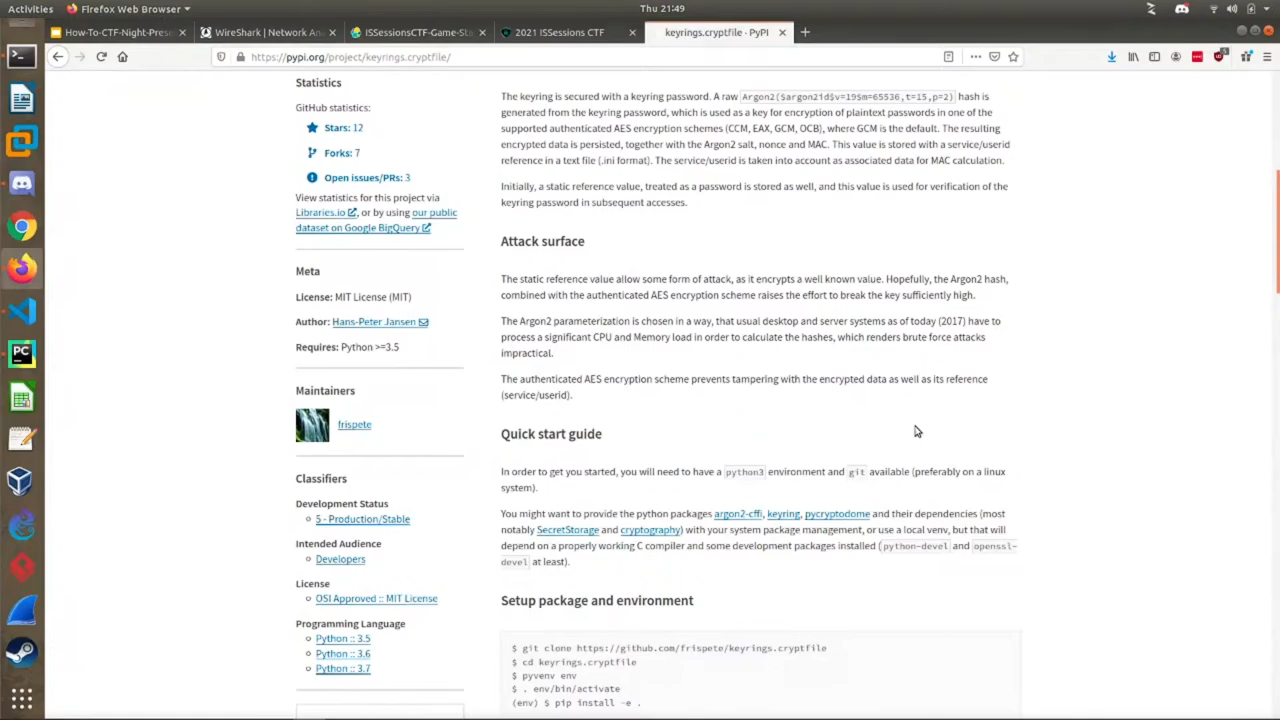 Activities
Firefox Web Browser
Thu 21:49
How-To-CTF-Night-Prese
WireShark | Network An
ISSessionsCTF-Game-Sto
2021 ISSessions CTF
keyrings.cryptfile · PyPI
https://pypi.org/project/keyrings.cryptfile/
Statistics
GitHub statistics:
Stars: 12
Forks: 7
Open issues/PRs: 3
View statistics for this project via
Libraries.io, or by using our public
dataset on Google BigQuery
Meta
License: MIT License (MIT)
Author: Hans-Peter Jansen
Requires: Python >=3.5
Maintainers
frispete
Classifiers
Development Status
5 - Production/Stable
Intended Audience
Developers
License
OSI Approved :: MIT License
Programming Language
Python :: 3.5
Python :: 3.6
Python :: 3.7
The keyring is secured with a keyring password. A raw Argon2($argon2id$v=19$m=65536,t=15,p=2) hash is
generated from the keyring password, which is used as a key for encryption of plaintext passwords in one of the
supported authenticated AES encryption schemes (CCM, EAX, GCM, OCB), where GCM is the default. The resulting
encrypted data is persisted, together with the Argon2 salt, nonce and MAC. This value is stored with a service/userid
reference in a text file (.ini format). The service/userid is taken into account as associated data for MAC calculation.
Initially, a static reference value, treated as a password is stored as well, and this value is used for verification of the
keyring password in subsequent accesses.
Attack surface
The static reference value allow some form of attack, as it encrypts a well known value. Hopefully, the Argon2 hash,
combined with the authenticated AES encryption scheme raises the effort to break the key sufficiently high.
The Argon2 parameterization is chosen in a way, that usual desktop and server systems as of today (2017) have to
process a significant CPU and Memory load in order to calculate the hashes, which renders brute force attacks
impractical.
The authenticated AES encryption scheme prevents tampering with the encrypted data as well as its reference
(service/userid).
Quick start guide
In order to get you started, you will need to have a python3 environment and git available (preferably on a linux
system).
You might want to provide the python packages argon2-cffi, keyring, pycryptodome and their dependencies (most
notably SecretStorage and cryptography) with your system package management, or use a local venv, but that will
depend on a properly working C compiler and some development packages installed (python-devel and openssl-
devel at least).
Setup package and environment
$ git clone https://github.com/frispete/keyrings.cryptfile
$ cd keyrings.cryptfile
$ pyvenv env
$ . env/bin/activate
(env) $ pip install -e .